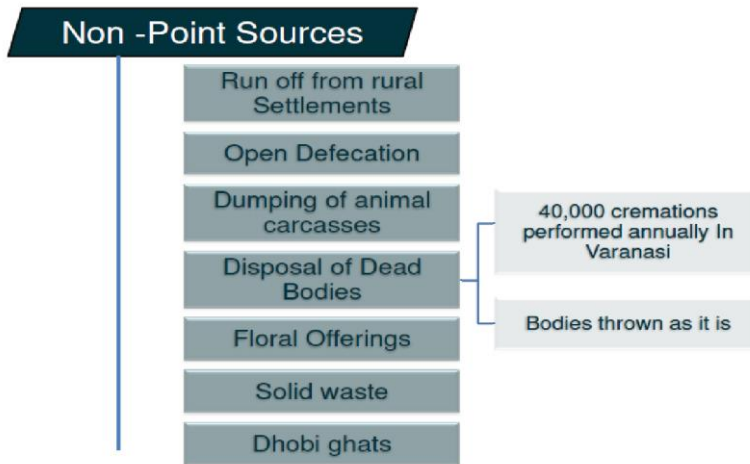 Non -Point Sources
Run off from rural
Settlements
Open Defecation
Dumping of animal
carcasses
Disposal of Dead
Bodies
40,000 cremations
performed annually In
Varanasi
Bodies thrown as it is
Floral Offerings
Solid waste
Dhobi ghats